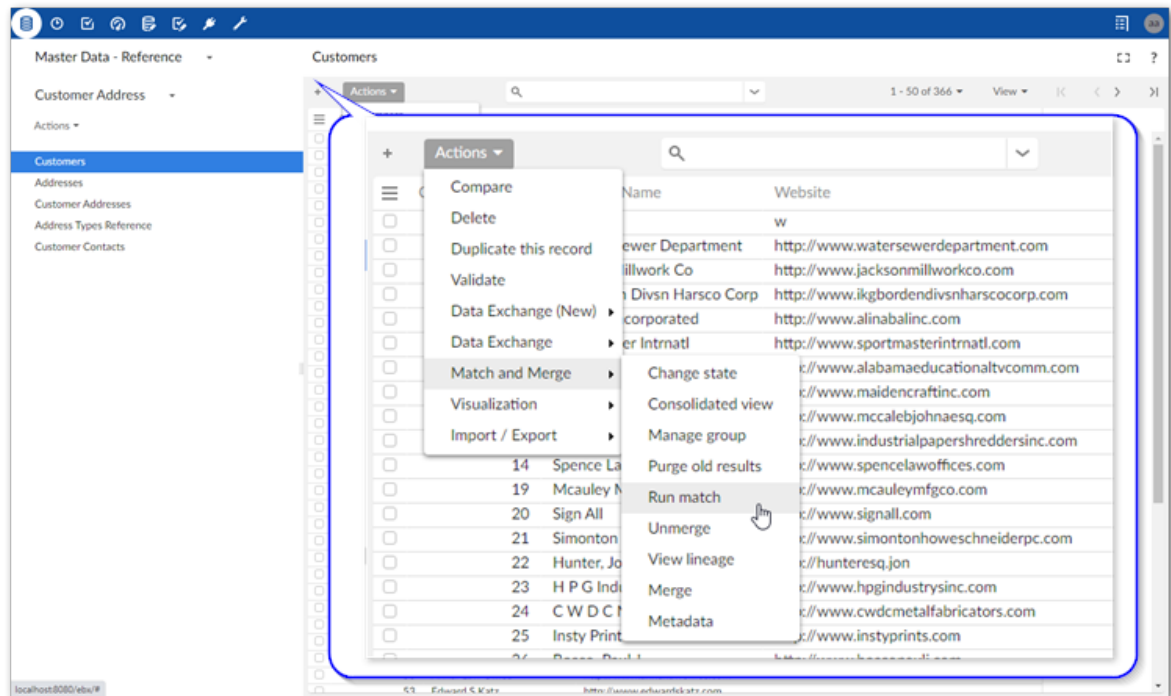 Master Data - Reference
Customers
?
Customer Address
+ Actions
1 - 50 of 366
View
Actions
Customers
Addresses
Customer Addresses
Address Types Reference
Customer Contacts
+ Actions
Name Website
w
ewer Department http://www.watersewerdepartment.com
illwork Co http://www.jacksonmillworkco.com
Divsn Harsco Corp http://www.ikgbordendivsnharscocorp.com
corporated http://www.alinabalinc.com
er Intrnatl http://www.sportmasterintrnatl.com
://www.alabamaeducationaltvcomm.com
://www.maidencraftinc.com
://www.mccalebjohnaesq.com
://www.industrialpapershreddersinc.com
14 Spence La ://www.spencelawoffices.com
19 Mcauley M ://www.mcauleymfgco.com
20 Sign All ://www.signall.com
21 Simonton ://www.simontonhoweschneiderpc.com
22 Hunter, Jo ://hunteresq.jon
23 H P G Indu ://www.hpgindustrysinc.com
24 C W D C M ://www.cwdcmetalfabricators.com
25 Insty Print ://www.instyprints.com
Compare
Delete
Duplicate this record
Validate
Data Exchange (New)
Data Exchange
Match and Merge
Visualization
Import / Export
Change state
Consolidated view
Manage group
Purge old results
Run match
Unmerge
View lineage
Merge
Metadata
53 Edward S Katz http://www.edwardskatz.com
localhost:8080/ebx/#